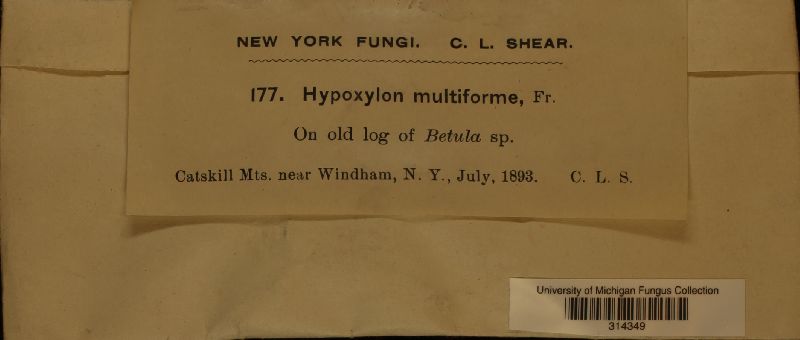 NEW YORK FUNGI. C. L. SHEAR.
177. Hypoxylon multiforme, Fr.
On old log of Betula sp.
Catskill Mts. near Windham, N. Y., July, 1893. C. L. S.
University of Michigan Fungus Collection
314349